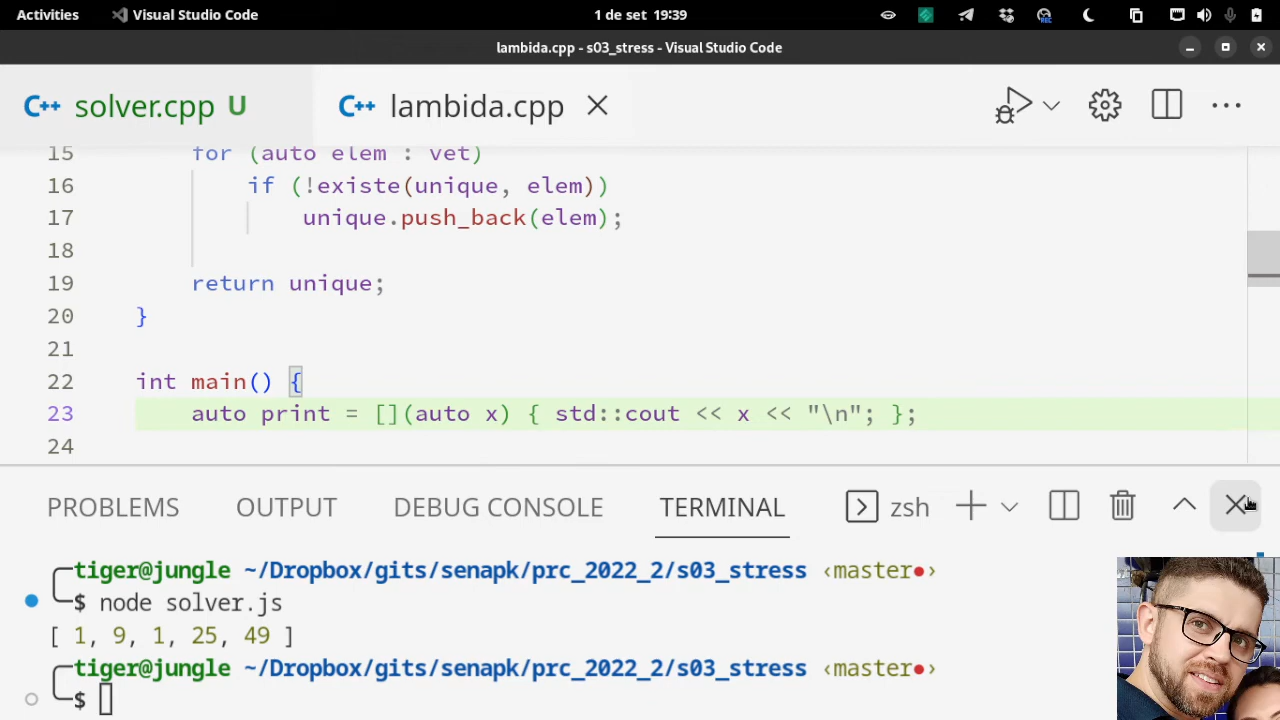 Activities Visual Studio Code 1 de set 19:39
lambida.cpp - s03_stress - Visual Studio Code
solver.cpp U lambida.cpp
15 for (auto elem : vet)
16 if (!existe(unique, elem))
17 unique.push_back(elem);
18
19 return unique;
20 }
21
22 int main() {
23 auto print = [](auto x) { std::cout << x << "\n"; };
24
PROBLEMS OUTPUT DEBUG CONSOLE TERMINAL zsh
tiger@jungle ~/Dropbox/gits/senapk/prc_2022_2/s03_stress ‹master●›
$ node solver.js
[ 1, 9, 1, 25, 49 ]
tiger@jungle ~/Dropbox/gits/senapk/prc_2022_2/s03_stress ‹master●›
$